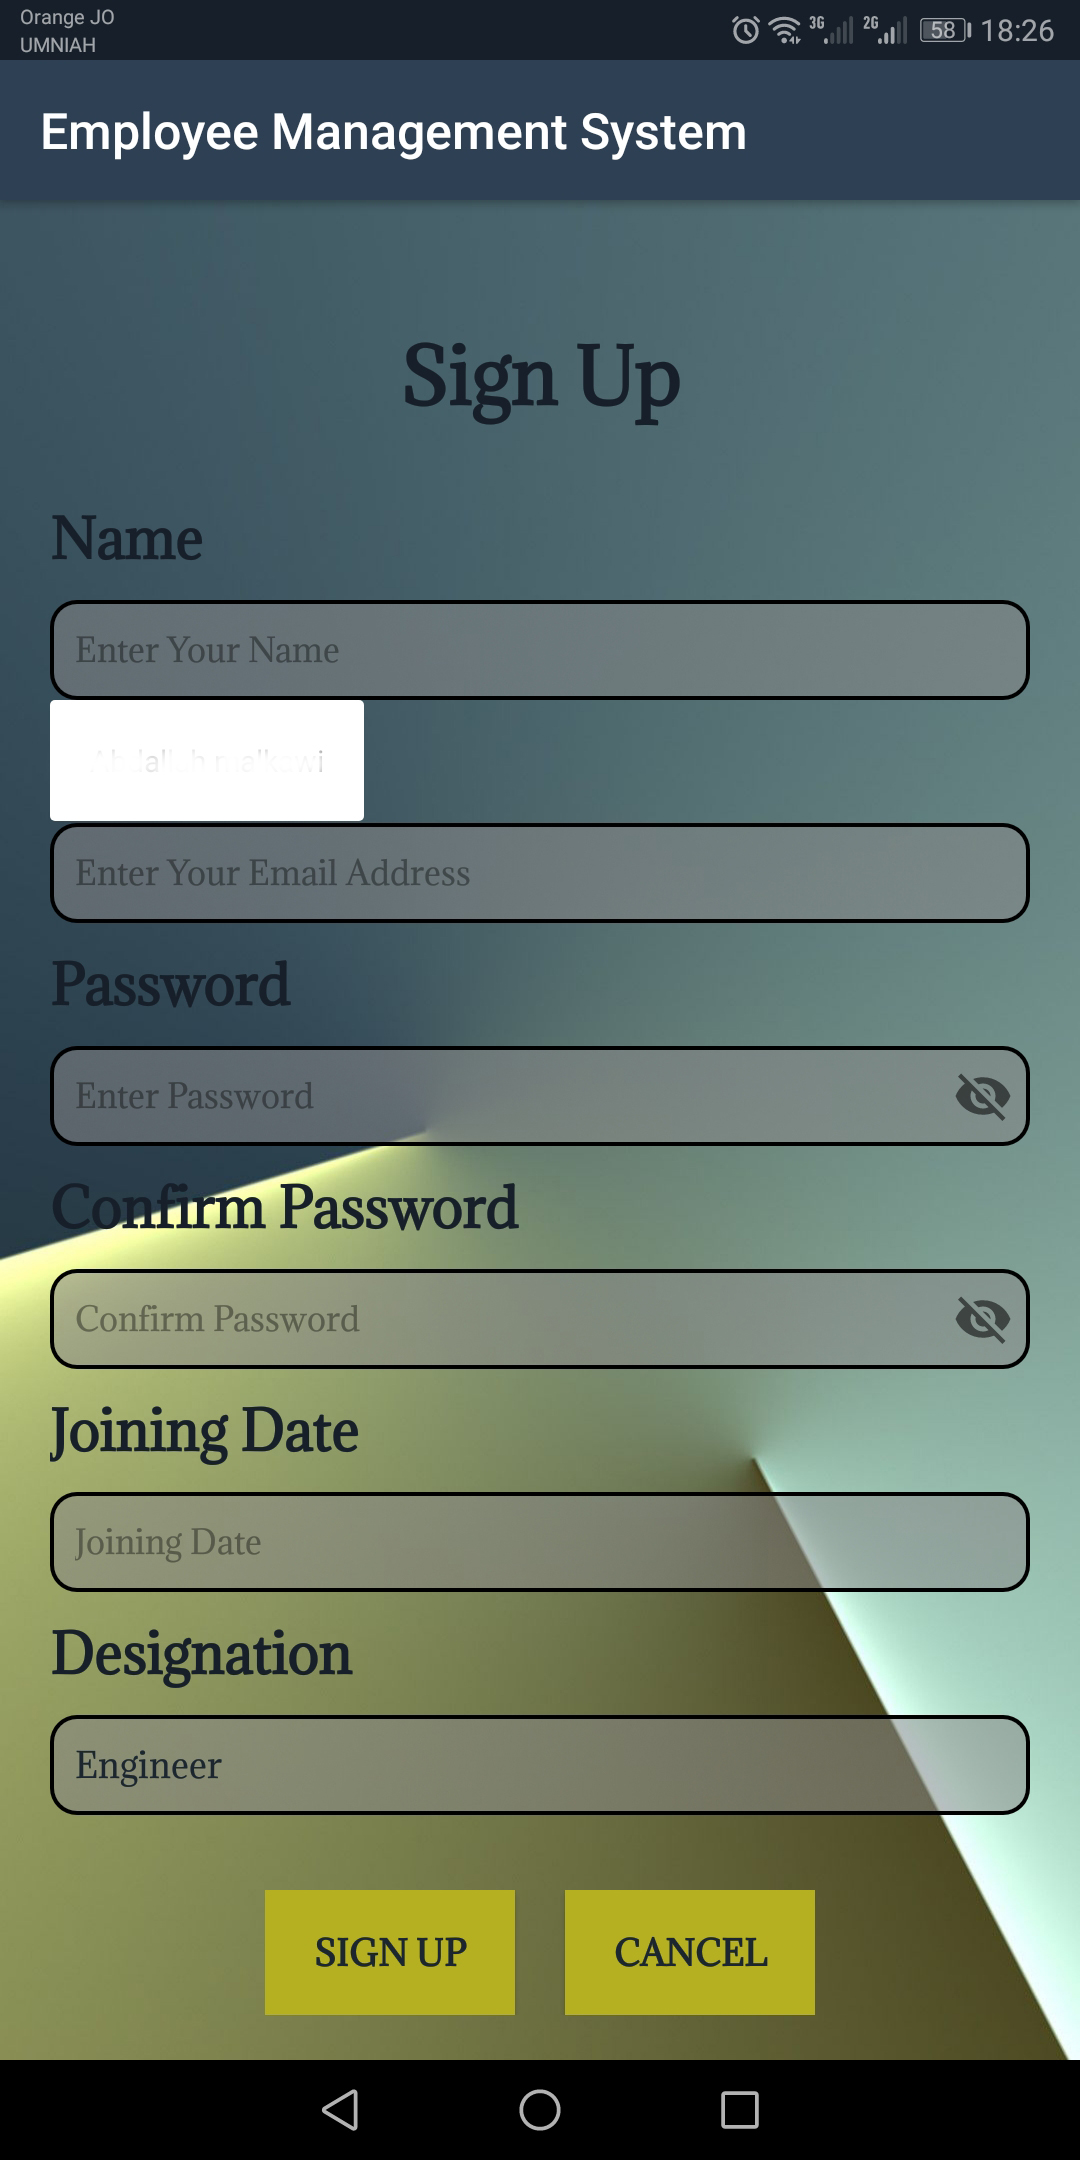 Orange JO
UMNIAH
3G 2G 58 18:26
Employee Management System
Sign Up
Name
Enter Your Name
Enter Your Email Address
Password
Enter Password
Confirm Password
Confirm Password
Joining Date
Joining Date
Designation
Engineer
SIGN UP
CANCEL